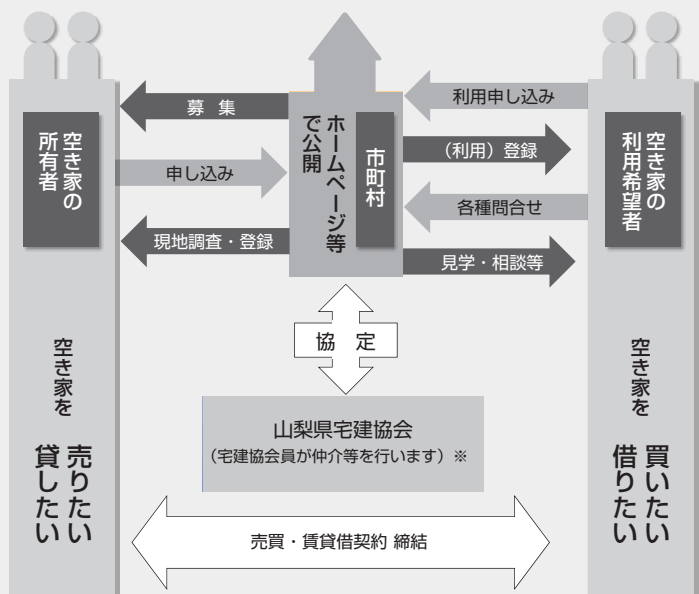 空き家の
所有者
空き家を
売りたい
貸したい
募 集
申し込み
現地調査・登録
市町村
ホームページ等
で公開
利用申し込み
（利用）登録
各種問合せ
見学・相談等
空き家の
利用希望者
空き家を
買いたい
借りたい
協 定
山梨県宅建協会
（宅建協会員が仲介等を行います）※
売買・賃貸借契約 締結